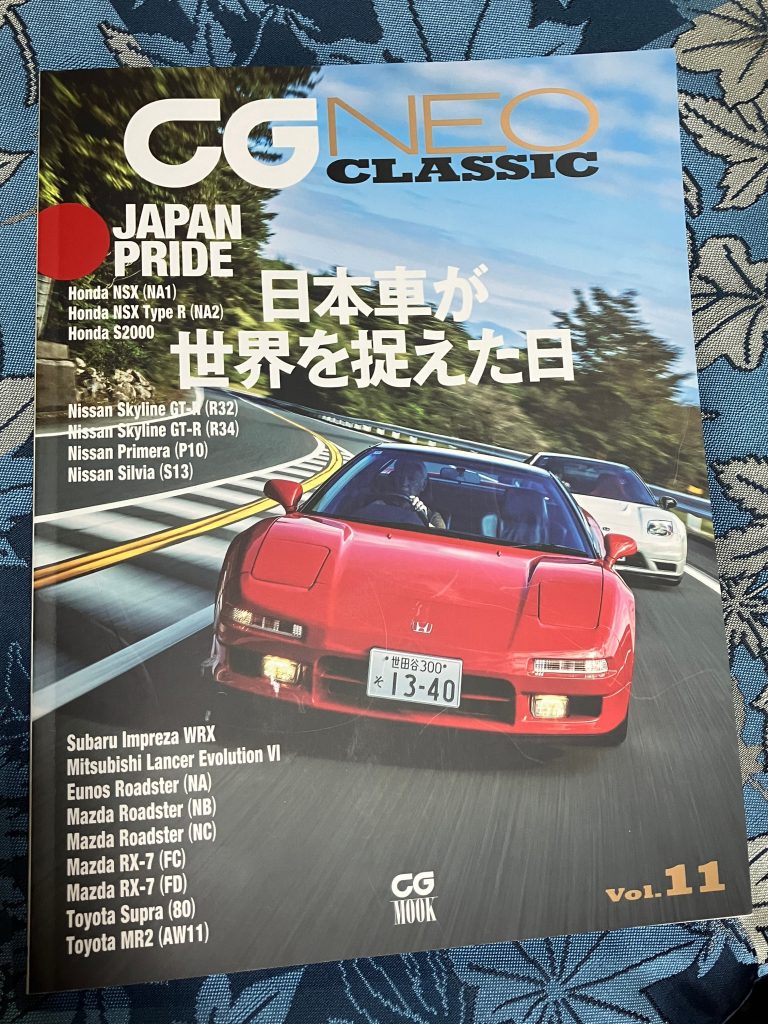 CG NEO
CLASSIC
JAPAN
PRIDE
日本車が
世界を捉えた日
Honda NSX (NA1)
Honda NSX Type R (NA2)
Honda S2000
Nissan Skyline GT-R (R32)
Nissan Skyline GT-R (R34)
Nissan Primera (P10)
Nissan Silvia (S13)
世田谷300
そ 13-40
Subaru Impreza WRX
Mitsubishi Lancer Evolution VI
Eunos Roadster (NA)
Mazda Roadster (NB)
Mazda Roadster (NC)
Mazda RX-7 (FC)
Mazda RX-7 (FD)
Toyota Supra (80)
Toyota MR2 (AW11)
CG
MOOK
Vol.11